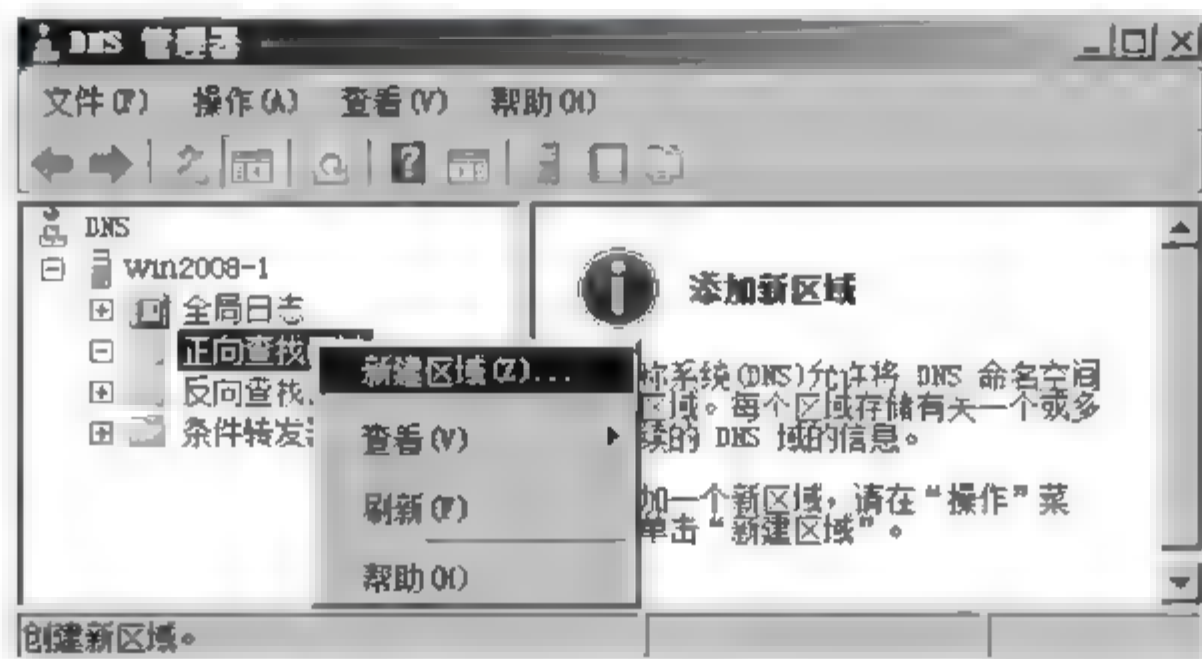 DNS 管理器
文件(F) 操作(A) 查看(V) 帮助(H)
DNS
win2008-1
全局日志
正向查找
反向查找
条件转发
新建区域(Z)...
查看(V)
刷新(F)
帮助(H)
添加新区域
称系统(DNS)允许将 DNS 命名空间
区域。每个区域存储有关一个或多
续的 DNS 域的信息。
加一个新区域，请在“操作”菜
单击“新建区域”。
创建新区域。